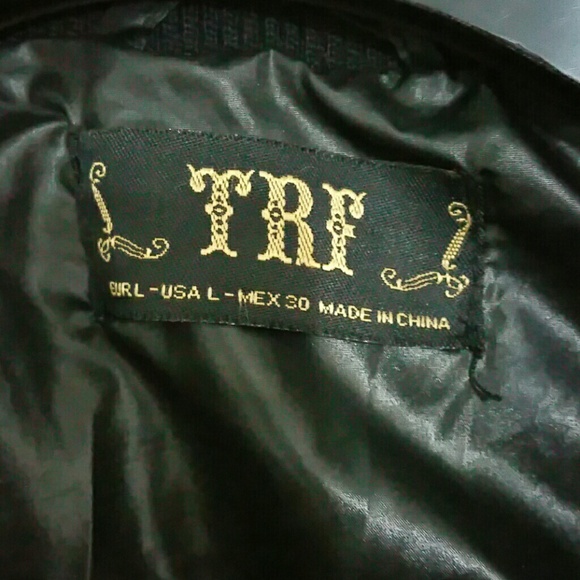 TRF
EUR L - USA L - MEX 30 MADE IN CHINA